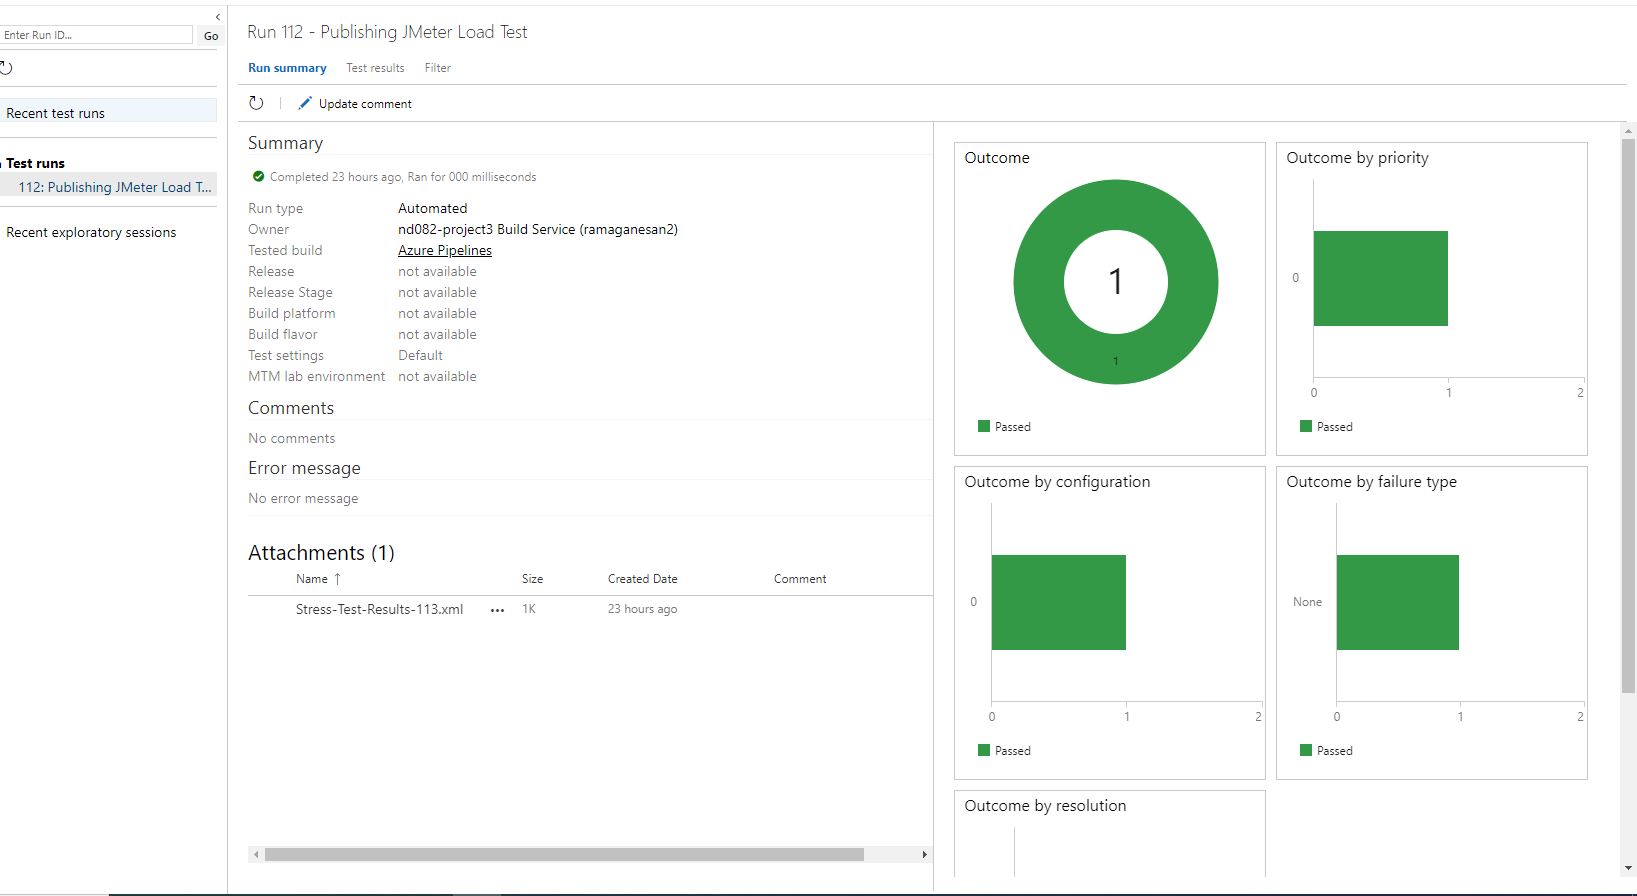 Enter Run ID...
Go
Recent test runs
Test runs
112: Publishing JMeter Load T...
Recent exploratory sessions
Run 112 - Publishing JMeter Load Test
Run summary Test results Filter
Update comment
Summary
Completed 23 hours ago, Ran for 000 milliseconds
Run type Automated
Owner nd082-project3 Build Service (ramaganesan2)
Tested build Azure Pipelines
Release not available
Release Stage not available
Build platform not available
Build flavor not available
Test settings Default
MTM lab environment not available
Comments
No comments
Error message
No error message
Attachments (1)
Name ↑ Size Created Date Comment
Stress-Test-Results-113.xml ... 1K 23 hours ago
Outcome
1
1
Passed
Outcome by priority
0
0 1 2
Passed
Outcome by configuration
0
0 1 2
Passed
Outcome by failure type
None
0 1 2
Passed
Outcome by resolution